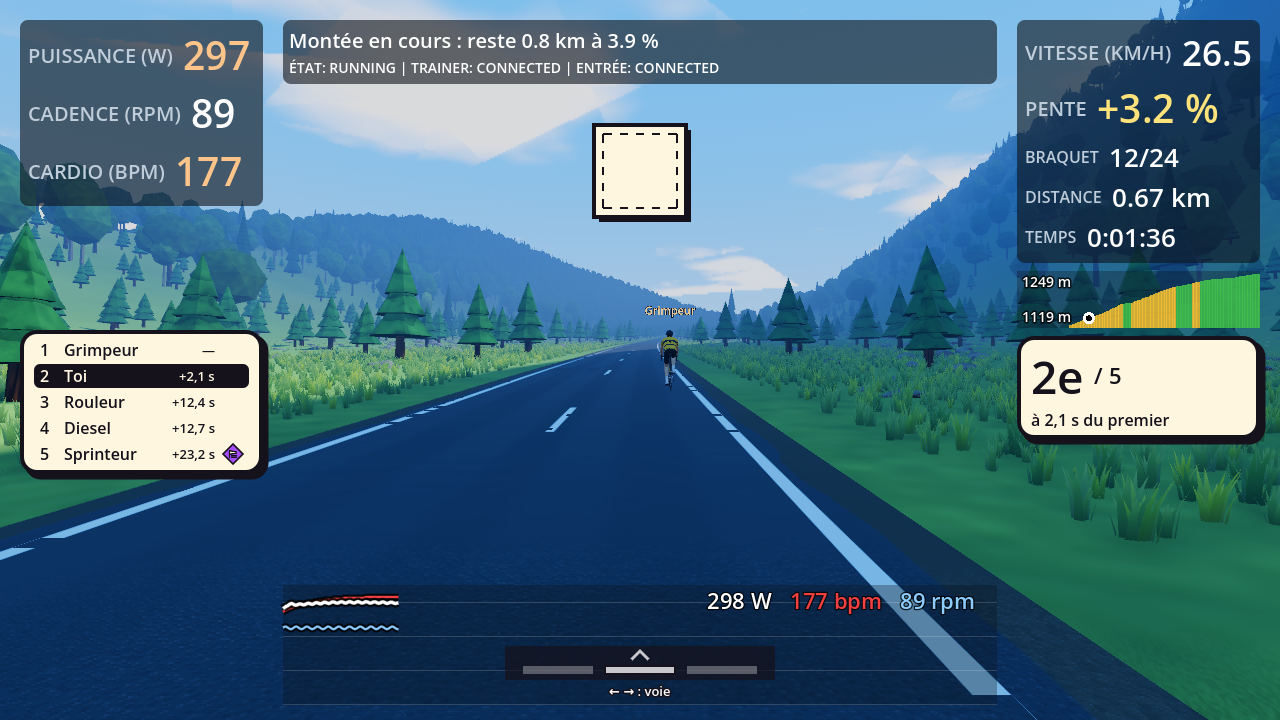 PUISSANCE (W) 297
CADENCE (RPM) 89
CARDIO (BPM) 177
Montée en cours : reste 0.8 km à 3.9 %
ÉTAT: RUNNING | TRAINER: CONNECTED | ENTRÉE: CONNECTED
VITESSE (KM/H) 26.5
PENTE +3.2 %
BRAQUET 12/24
DISTANCE 0.67 km
TEMPS 0:01:36
1249 m
1119 m
Grimpeur
1 Grimpeur —
2 Toi +2,1 s
3 Rouleur +12,4 s
4 Diesel +12,7 s
5 Sprinteur +23,2 s
2e / 5
à 2,1 s du premier
298 W 177 bpm 89 rpm
← → : voie